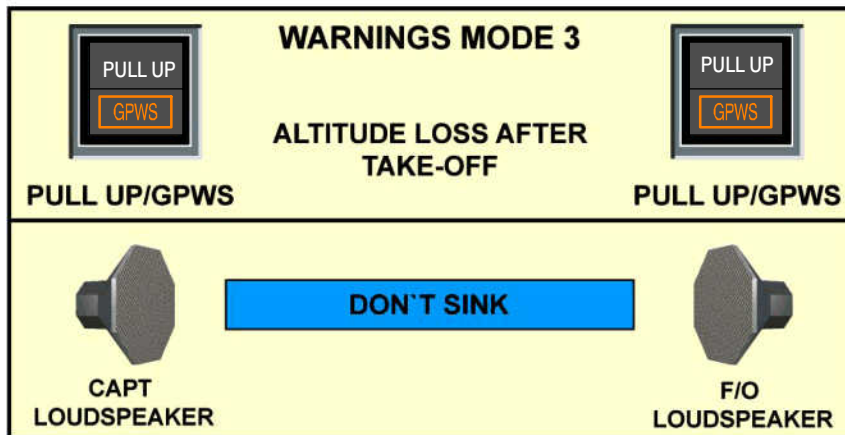 WARNINGS MODE 3
PULL UP
GPWS
PULL UP
GPWS
ALTITUDE LOSS AFTER
TAKE-OFF
PULL UP/GPWS
PULL UP/GPWS
DON`T SINK
CAPT
LOUDSPEAKER
F/O
LOUDSPEAKER